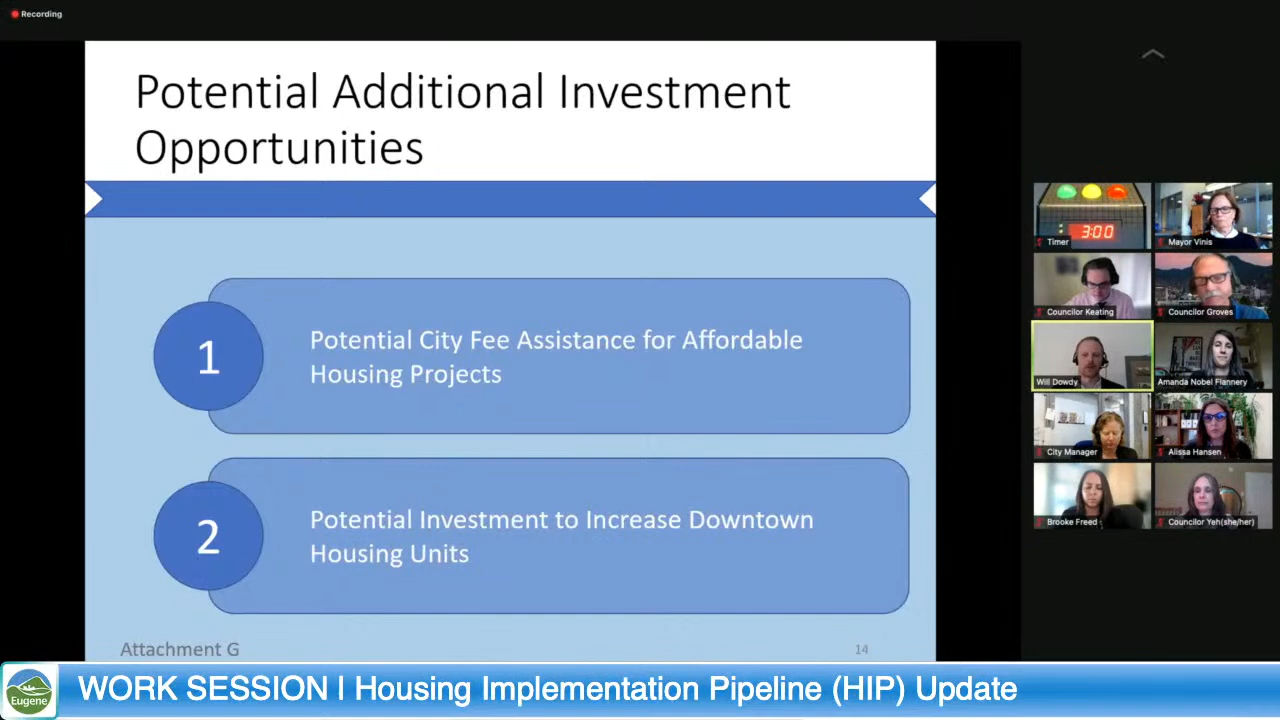 Recording
Potential Additional Investment
Opportunities
1
Potential City Fee Assistance for Affordable
Housing Projects
2
Potential Investment to Increase Downtown
Housing Units
Attachment G
14
3:00
Timer
Mayor Vinis
Councilor Keating
Councilor Groves
Will Dowdy
Amanda Nobel Flannery
City Manager
Alissa Hansen
Brooke Freed
Councilor Yeh(she/her)
Eugene
WORK SESSION | Housing Implementation Pipeline (HIP) Update